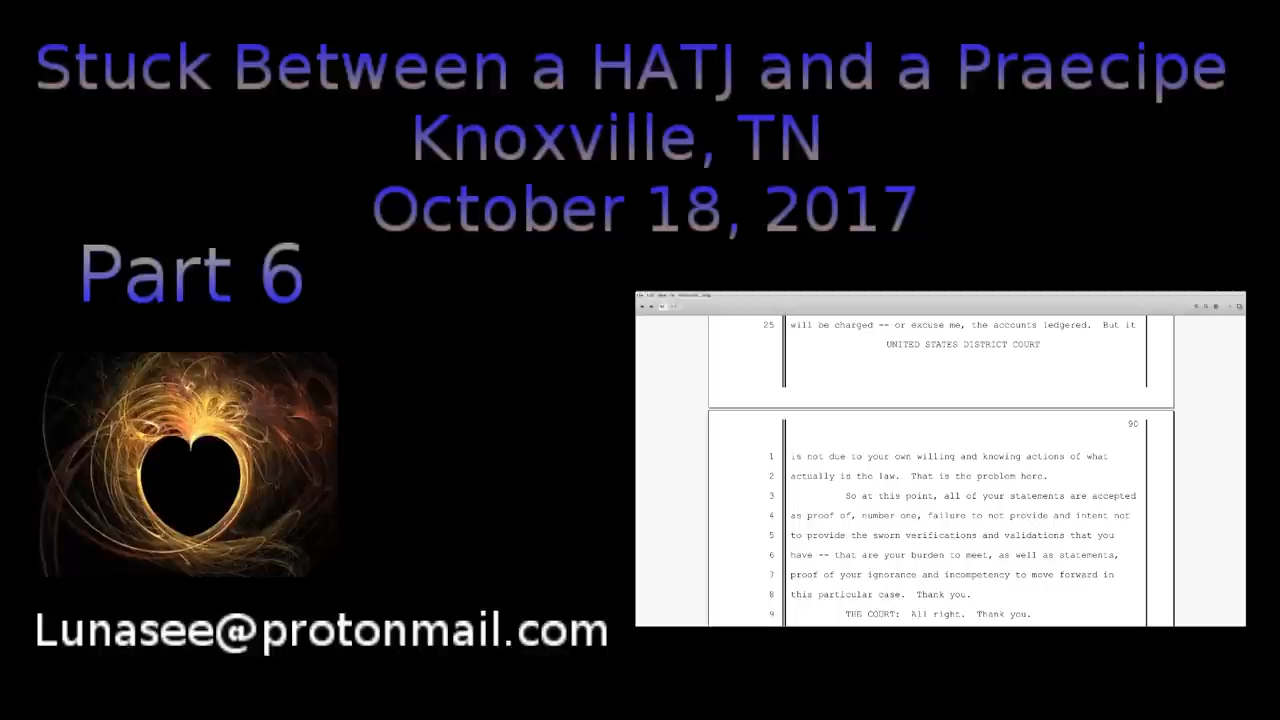 Stuck Between a HATJ and a Praecipe
Knoxville, TN
October 18, 2017
Part 6
25 will be charged -- or excuse me, the accounts ledgered. But it
UNITED STATES DISTRICT COURT
90
1 is not due to your own willing and knowing actions of what
2 actually is the law. That is the problem here.
3 So at this point, all of your statements are accepted
4 as proof of, number one, failure to not provide and intent not
5 to provide the sworn verifications and validations that you
6 have -- that are your burden to meet, as well as statements,
7 proof of your ignorance and incompetency to move forward in
8 this particular case. Thank you.
9 THE COURT: All right. Thank you.
Lunasee@protonmail.com